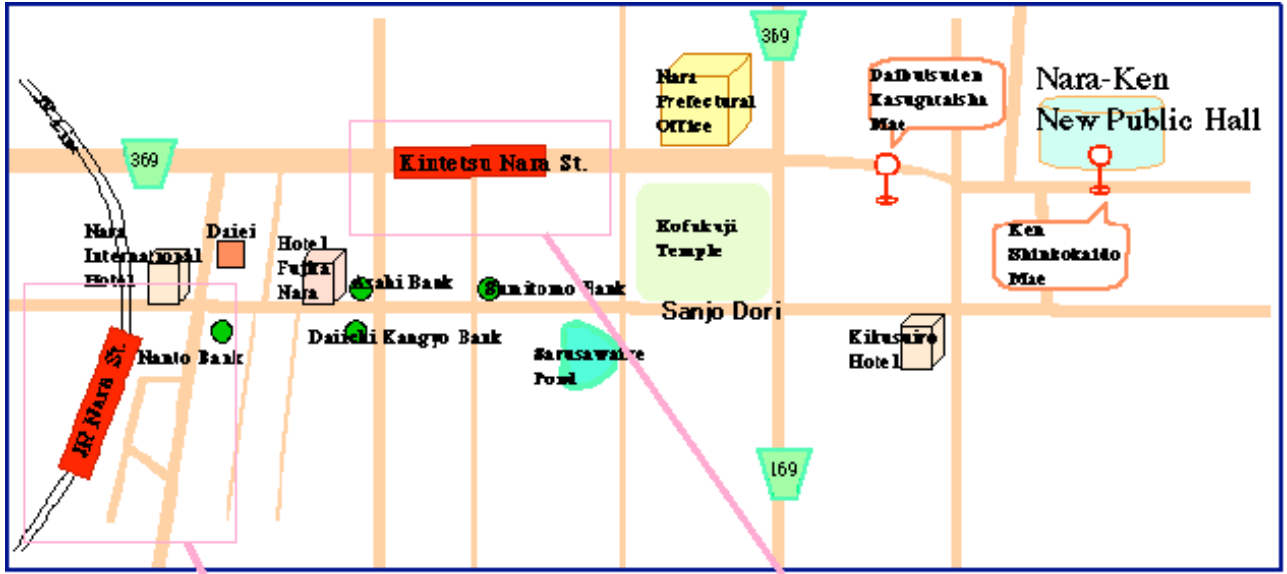 369
Nara
Prefectural
Office
Daibutsuden
Kasugataisha
Mae
Nara-Ken
New Public Hall
369
Kintetsu Nara St.
Nara
International
Hotel
Daiei
Hotel
Fujita
Nara
Asahi Bank
Sumitomo Bank
Kofukuji
Temple
Ken
Shinkokaido
Mae
Sanjo Dori
JR Nara St.
Nanto Bank
Daiichi Kangyo Bank
Sarusawaike
Pond
Kikusuiro
Hotel
169